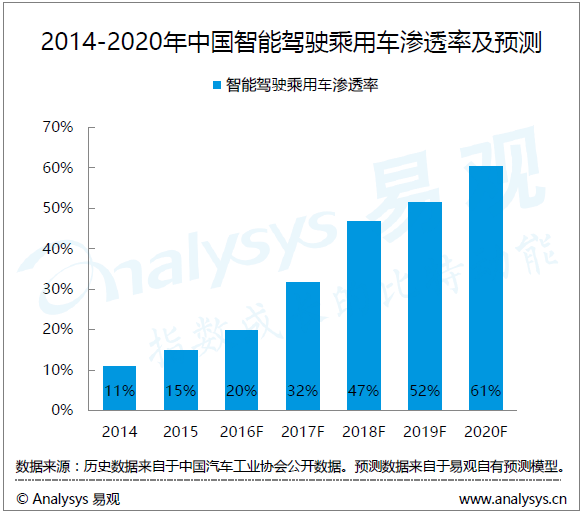 2014-2020年中国智能驾驶乘用车渗透率及预测
智能驾驶乘用车渗透率
70%
60%
50%
40%
30%
20%
10%
0%
11%
15%
20%
32%
47%
52%
61%
2014
2015
2016F
2017F
2018F
2019F
2020F
Analysys 易观
数据来源：历史数据来自于中国汽车工业协会公开数据。预测数据来自于易观自有预测模型。
© Analysys 易观
www.analysys.cn